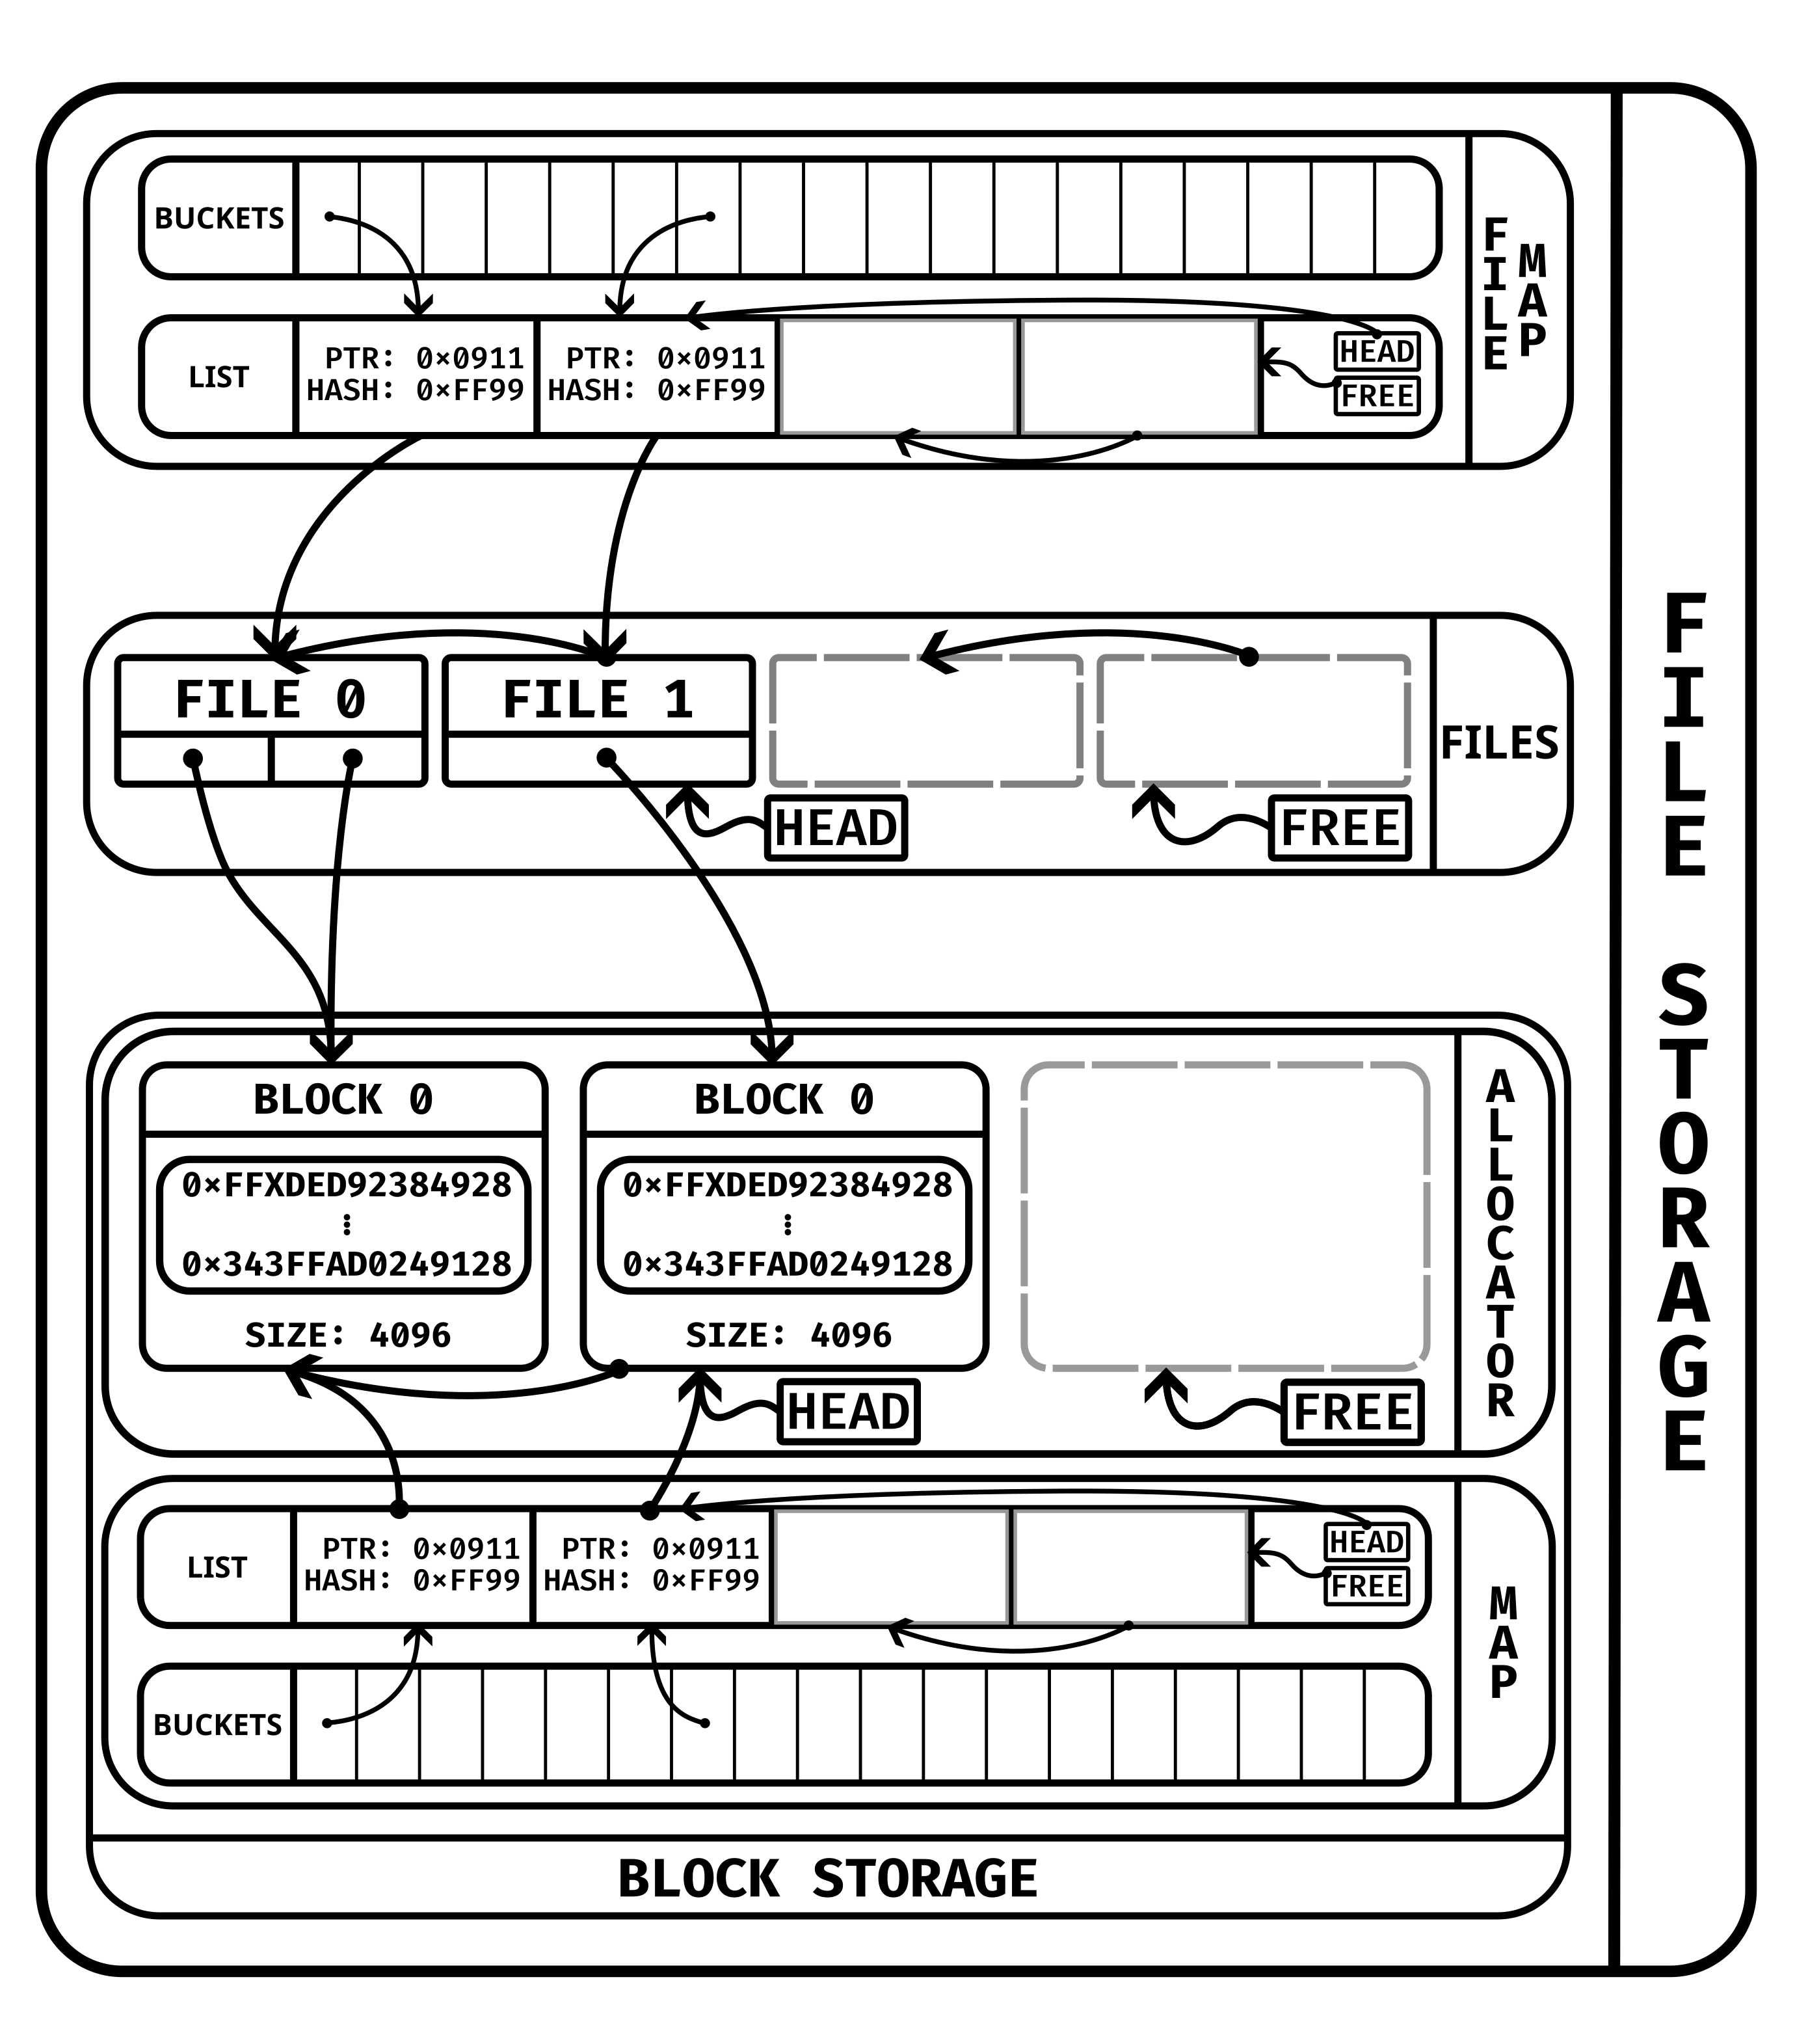 BUCKETS
FILE
MAP
LIST
PTR: 0×0911
HASH: 0×FF99
PTR: 0×0911
HASH: 0×FF99
HEAD
FREE
FILE 0
FILE 1
FILES
HEAD
FREE
FILE STORAGE
BLOCK 0
0×FFXDED92384928
⋮
0×343FFAD0249128
SIZE: 4096
BLOCK 0
0×FFXDED92384928
⋮
0×343FFAD0249128
SIZE: 4096
ALLOCATOR
HEAD
FREE
LIST
PTR: 0×0911
HASH: 0×FF99
PTR: 0×0911
HASH: 0×FF99
HEAD
FREE
MAP
BUCKETS
BLOCK STORAGE